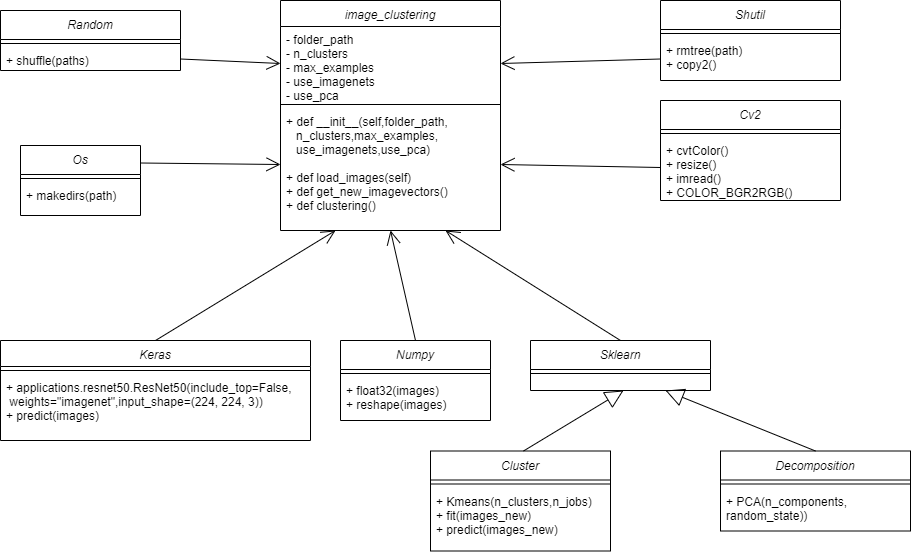 Random
+ shuffle(paths)
image_clustering
- folder_path
- n_clusters
- max_examples
- use_imagenets
- use_pca
+ def __init__(self,folder_path,
n_clusters,max_examples,
use_imagenets,use_pca)
+ def load_images(self)
+ def get_new_imagevectors()
+ def clustering()
Shutil
+ rmtree(path)
+ copy2()
Os
+ makedirs(path)
Cv2
+ cvtColor()
+ resize()
+ imread()
+ COLOR_BGR2RGB()
Keras
+ applications.resnet50.ResNet50(include_top=False,
weights="imagenet",input_shape=(224, 224, 3))
+ predict(images)
Numpy
+ float32(images)
+ reshape(images)
Sklearn
Cluster
+ Kmeans(n_clusters,n_jobs)
+ fit(images_new)
+ predict(images_new)
Decomposition
+ PCA(n_components,
random_state))